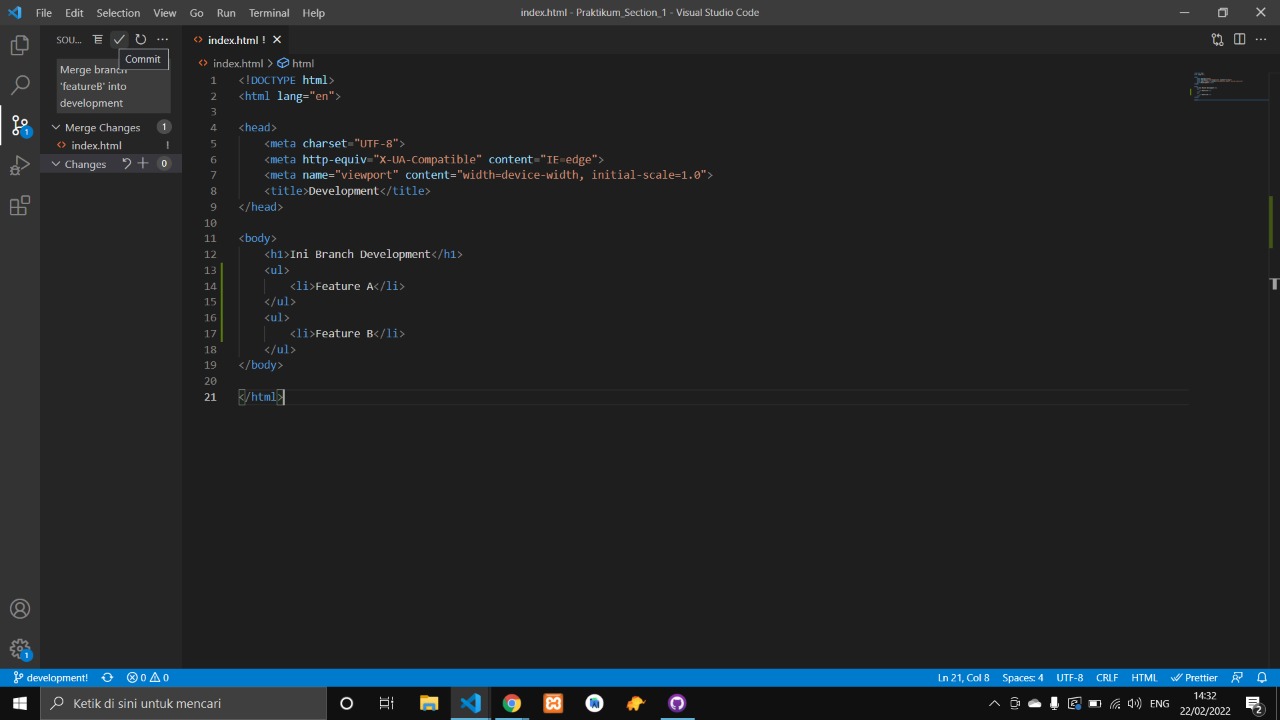 File Edit Selection View Go Run Terminal Help
index.html - Praktikum_Section_1 - Visual Studio Code
SOU...
Commit
Merge branch
'featureB' into
development
Merge Changes 1
index.html !
Changes 0
index.html !
index.html > html
1 <!DOCTYPE html>
2 <html lang="en">
3
4 <head>
5 <meta charset="UTF-8">
6 <meta http-equiv="X-UA-Compatible" content="IE=edge">
7 <meta name="viewport" content="width=device-width, initial-scale=1.0">
8 <title>Development</title>
9 </head>
10
11 <body>
12 <h1>Ini Branch Development</h1>
13 <ul>
14 <li>Feature A</li>
15 </ul>
16 <ul>
17 <li>Feature B</li>
18 </ul>
19 </body>
20
21 </html>
1
1
development! 0 0
Ln 21, Col 8 Spaces: 4 UTF-8 CRLF HTML Prettier
Ketik di sini untuk mencari
ENG
14:32
22/02/2022
2